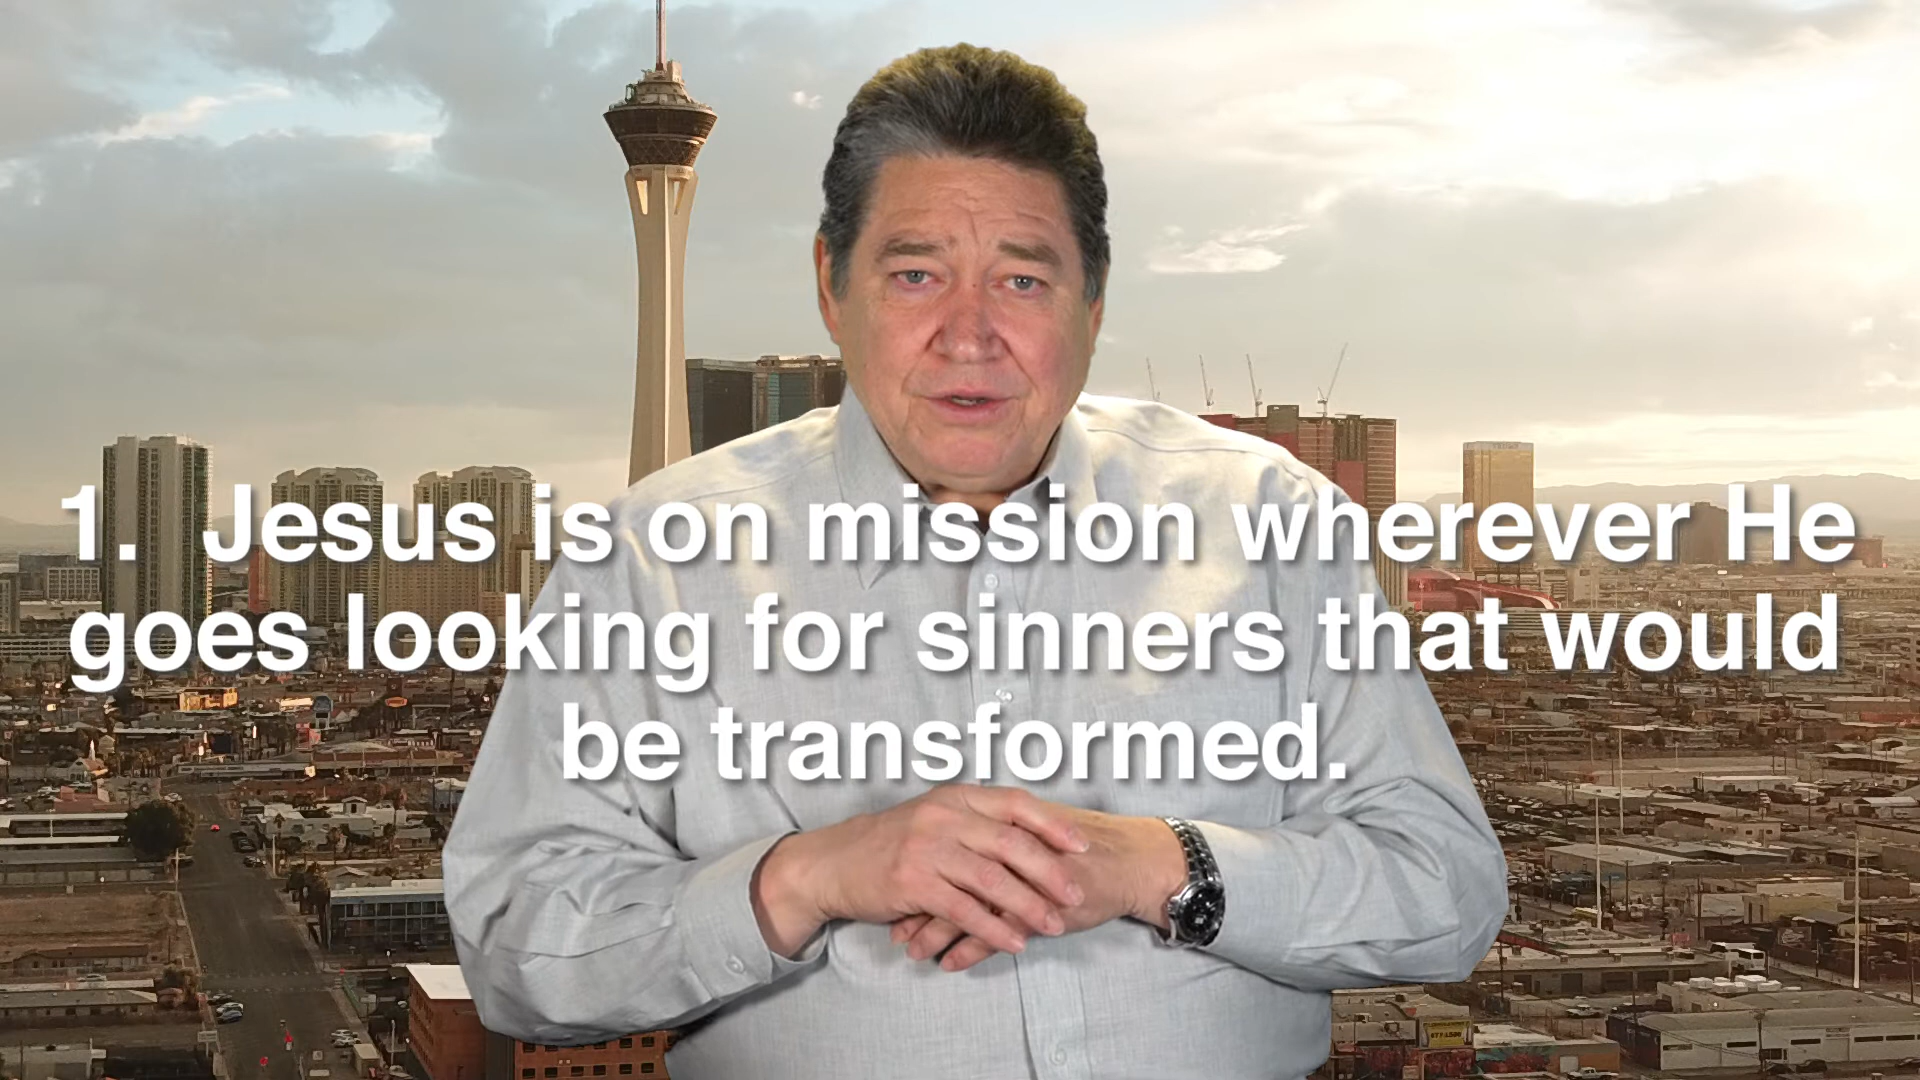 1. Jesus is on mission wherever He
goes looking for sinners that would
be transformed.